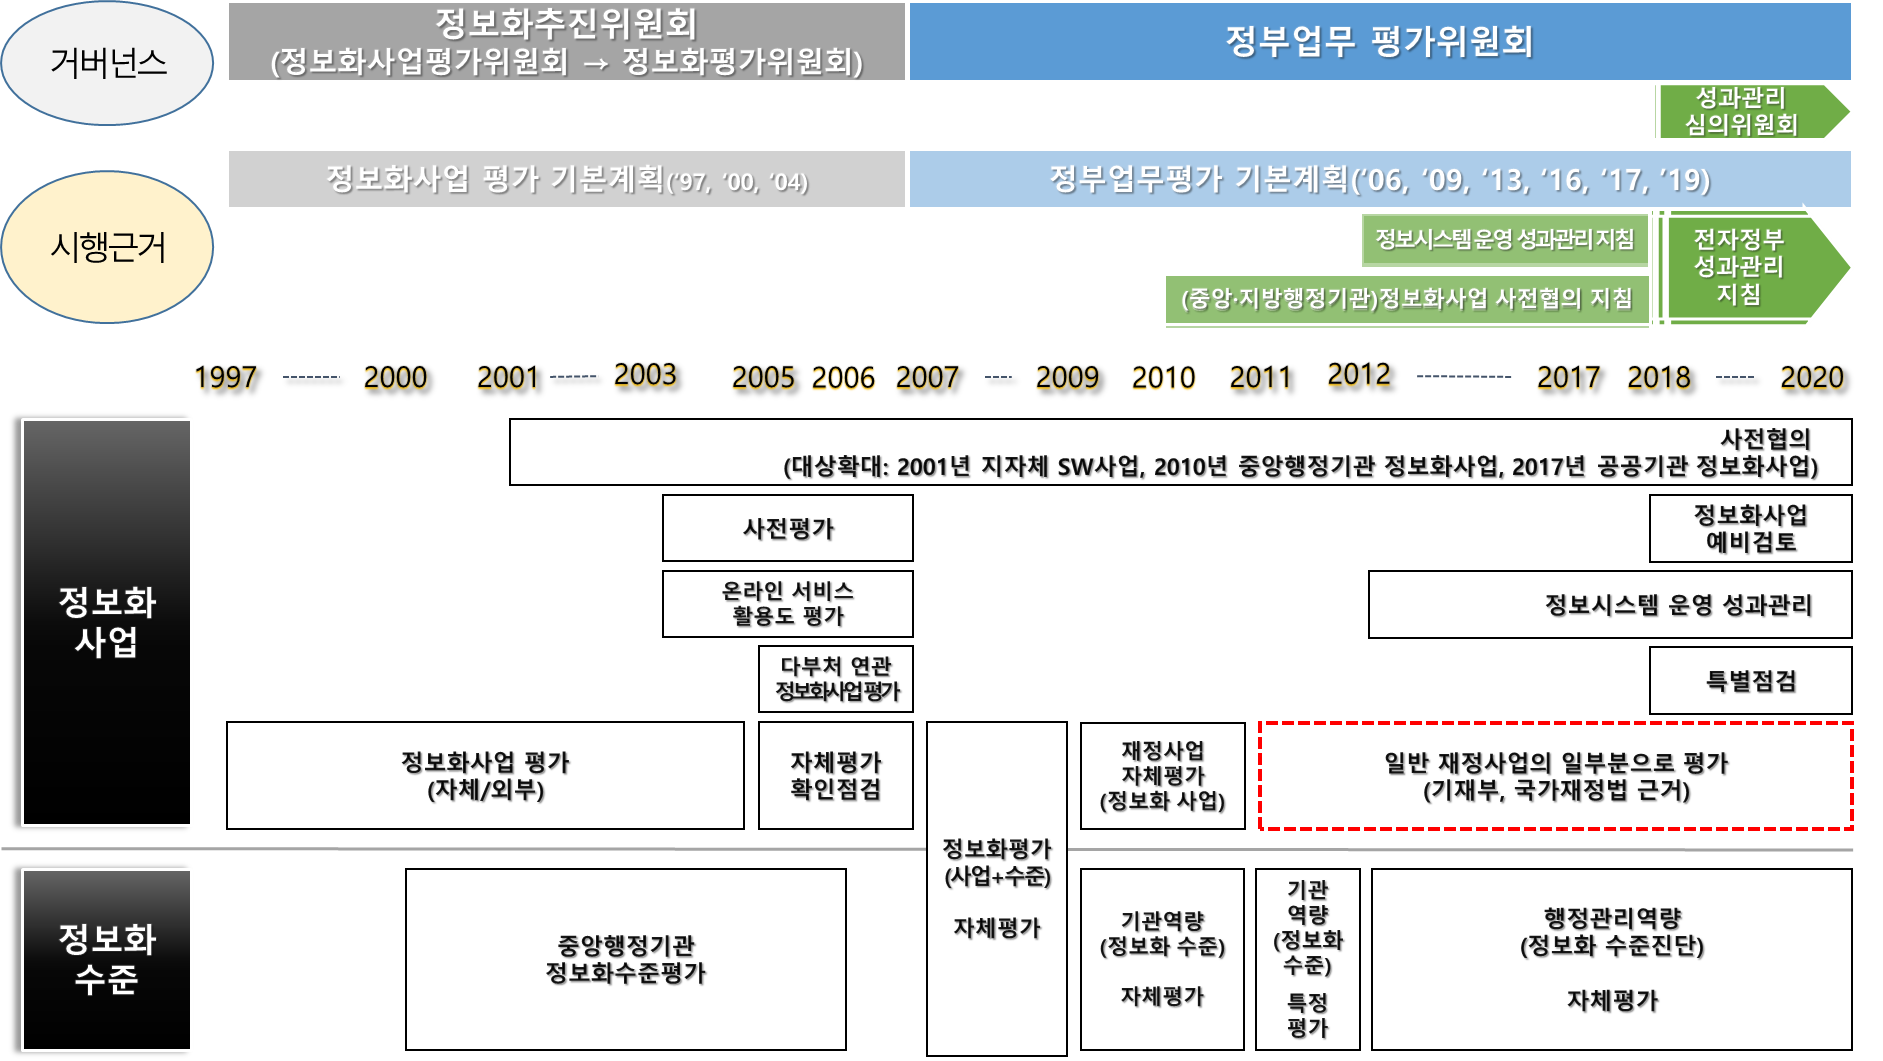 거버넌스
정보화추진위원회
(정보화사업평가위원회 → 정보화평가위원회)
정부업무 평가위원회
성과관리
심의위원회
시행근거
정보화사업 평가 기본계획(‘97, ‘00, ‘04)
정부업무평가 기본계획(‘06, ‘09, ‘13, ‘16, ‘17, ’19)
정보시스템 운영 성과관리 지침
(중앙·지방행정기관)정보화사업 사전협의 지침
전자정부
성과관리
지침
1997 2000 2001 2003 2005 2006 2007 2009 2010 2011 2012 2017 2018 2020
정보화
사업
사전협의
(대상확대: 2001년 지자체 SW사업, 2010년 중앙행정기관 정보화사업, 2017년 공공기관 정보화사업)
사전평가
정보화사업
예비검토
온라인 서비스
활용도 평가
정보시스템 운영 성과관리
다부처 연관
정보화사업 평가
특별점검
정보화사업 평가
(자체/외부)
자체평가
확인점검
정보화평가
(사업+수준)
자체평가
재정사업
자체평가
(정보화 사업)
일반 재정사업의 일부분으로 평가
(기재부, 국가재정법 근거)
정보화
수준
중앙행정기관
정보화수준평가
기관역량
(정보화 수준)
자체평가
기관
역량
(정보화
수준)
특정
평가
행정관리역량
(정보화 수준진단)
자체평가